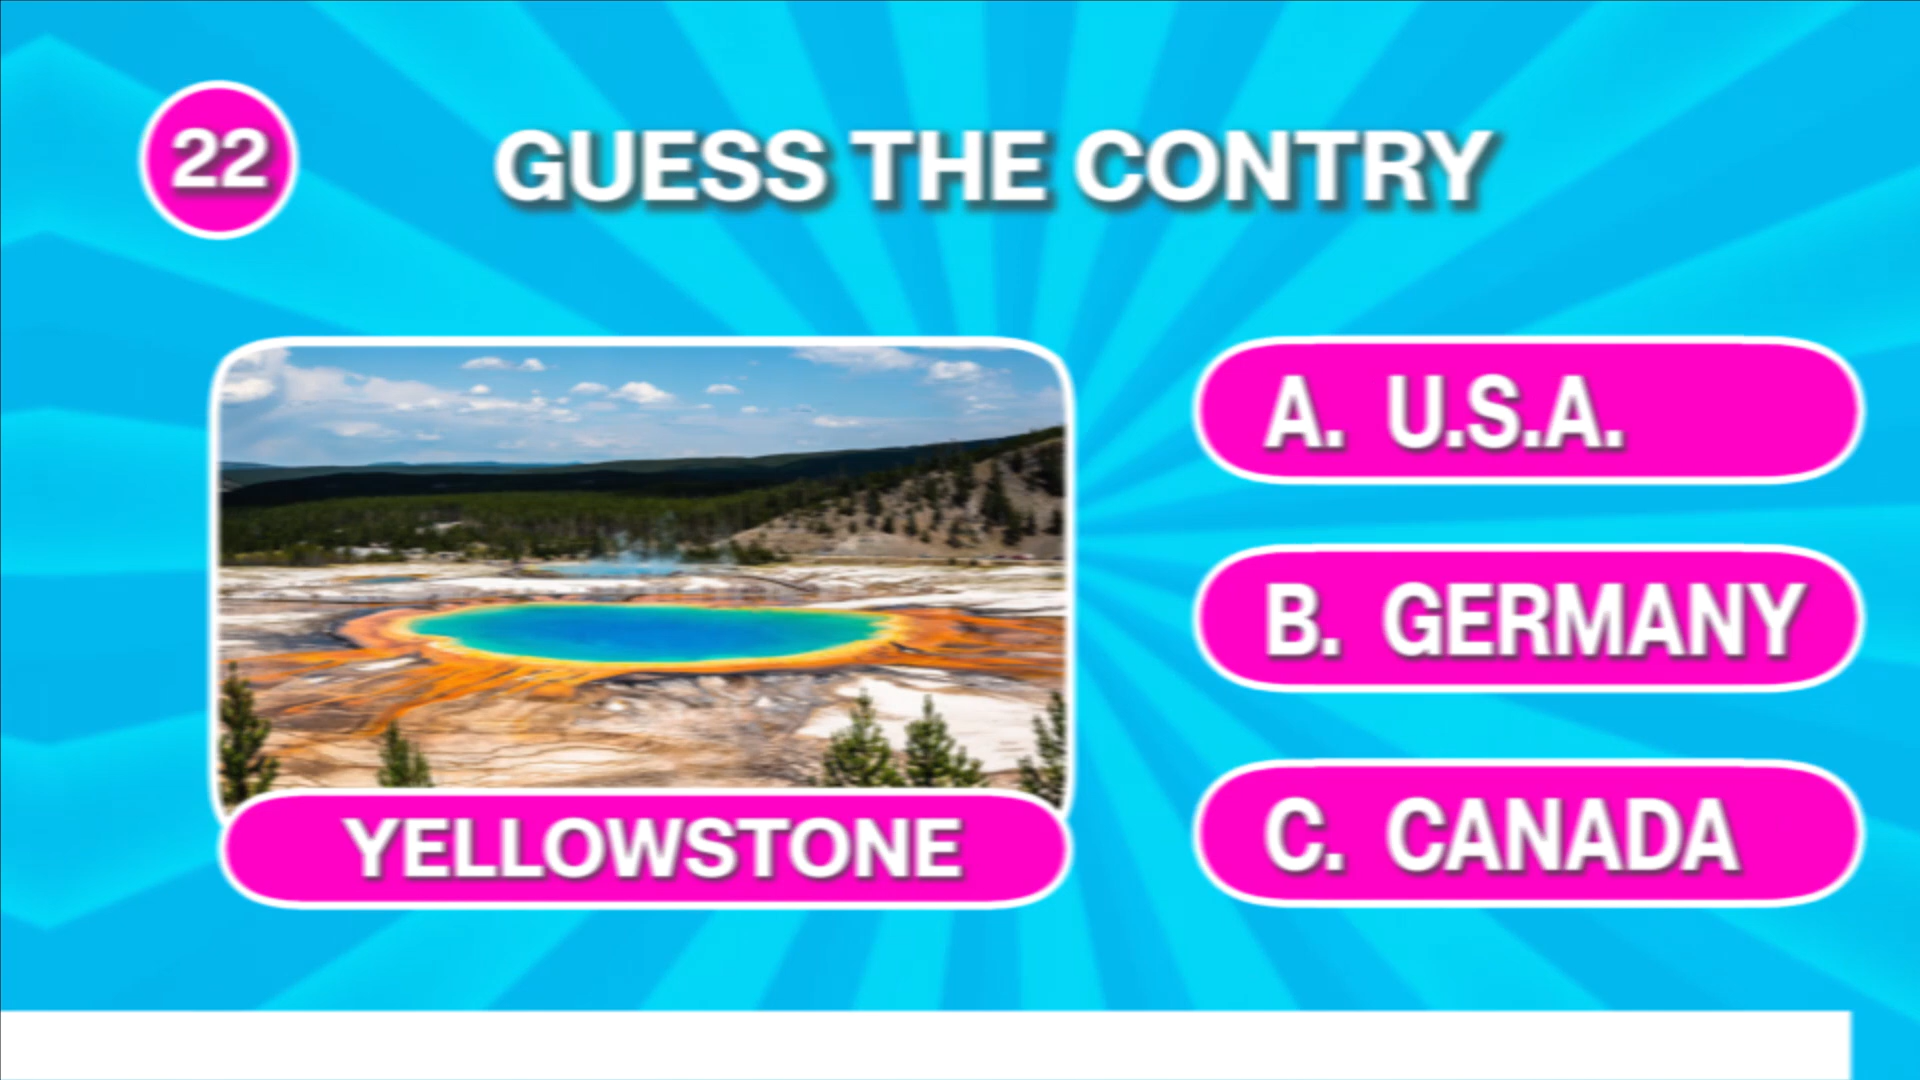 22
GUESS THE CONTRY
A. U.S.A.
B. GERMANY
C. CANADA
YELLOWSTONE